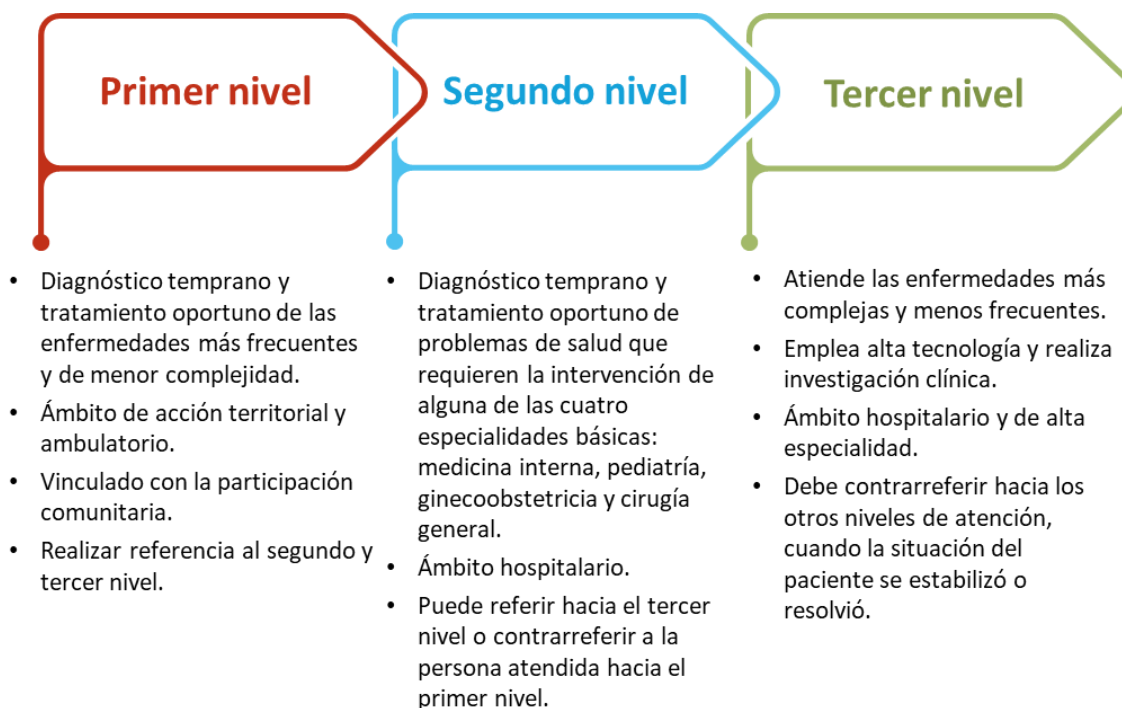 Primer nivel
• Diagnóstico temprano y
tratamiento oportuno de las
enfermedades más frecuentes
y de menor complejidad.
• Ámbito de acción territorial y
ambulatorio.
• Vinculado con la participación
comunitaria.
• Realizar referencia al segundo y
tercer nivel.
Segundo nivel
• Diagnóstico temprano y
tratamiento oportuno de
problemas de salud que
requieren la intervención de
alguna de las cuatro
especialidades básicas:
medicina interna, pediatría,
ginecoobstetricia y cirugía
general.
• Ámbito hospitalario.
• Puede referir hacia el tercer
nivel o contrarreferir a la
persona atendida hacia el
primer nivel.
Tercer nivel
• Atiende las enfermedades más
complejas y menos frecuentes.
• Emplea alta tecnología y realiza
investigación clínica.
• Ámbito hospitalario y de alta
especialidad.
• Debe contrarreferir hacia los
otros niveles de atención,
cuando la situación del
paciente se estabilizó o
resolvió.